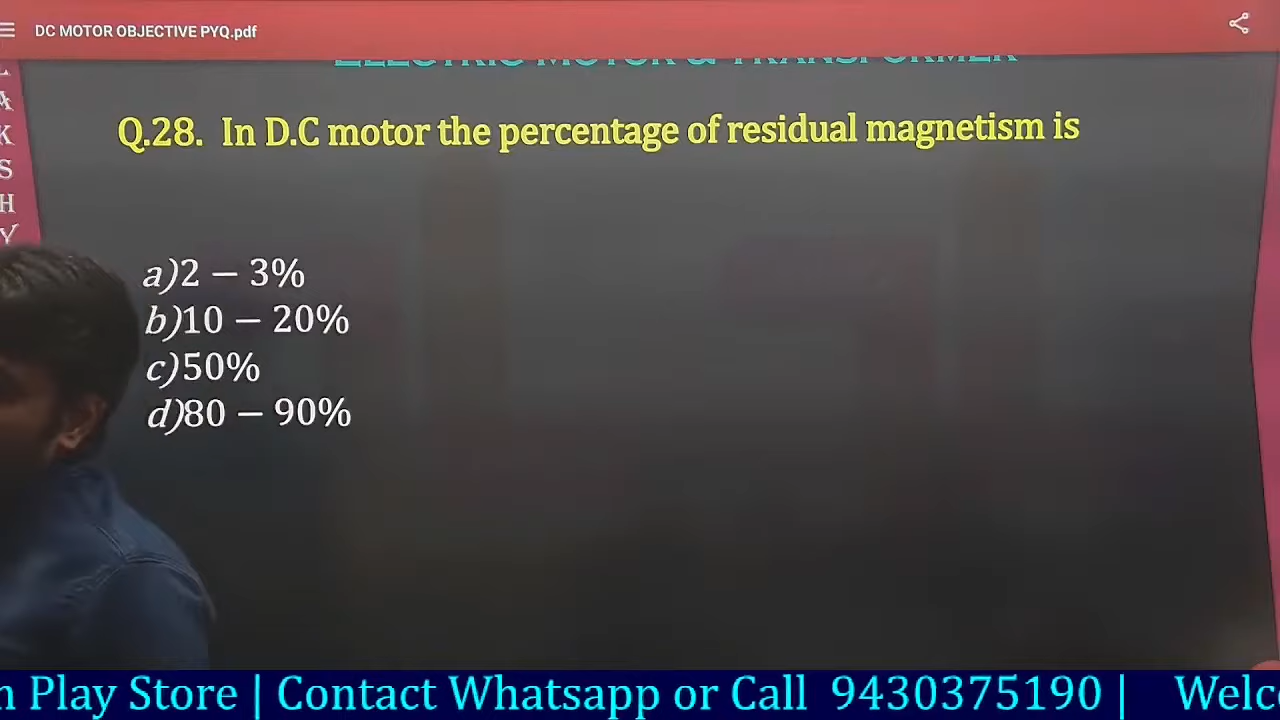 DC MOTOR OBJECTIVE PYQ.pdf
ELECTRIC MOTOR & TRANSFORMER
L
A
K
S
H
Y
Q.28. In D.C motor the percentage of residual magnetism is
a)2 – 3%
b)10 – 20%
c)50%
d)80 – 90%
n Play Store | Contact Whatsapp or Call 9430375190 | Welc